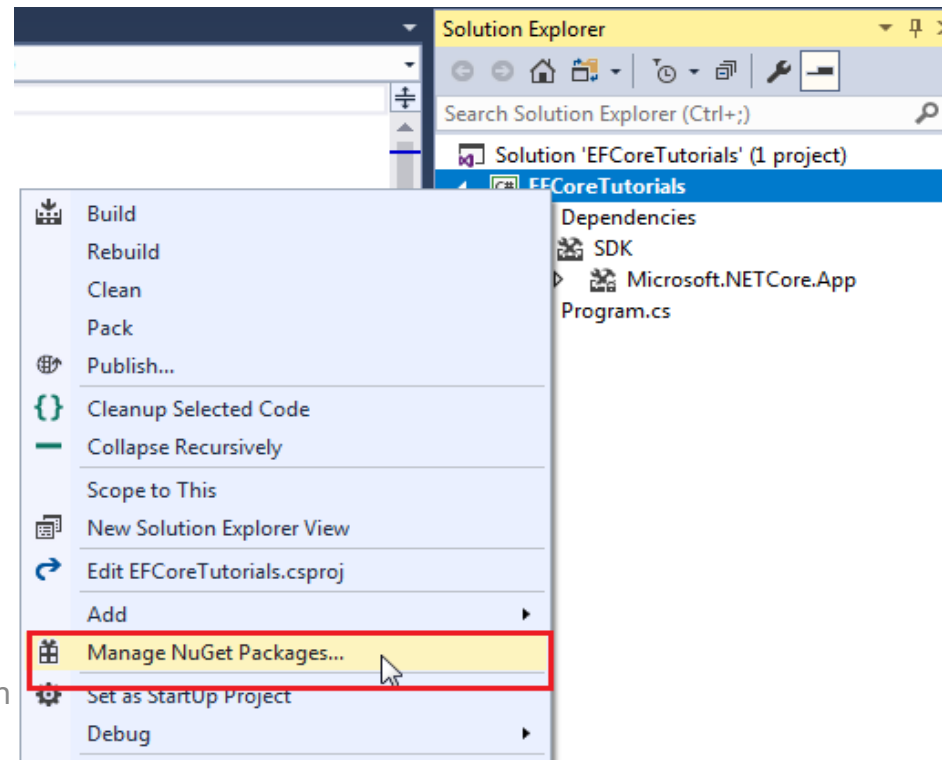 Solution Explorer
Search Solution Explorer (Ctrl+;)
Solution 'EFCoreTutorials' (1 project)
C# EFCoreTutorials
Dependencies
SDK
Microsoft.NETCore.App
Program.cs
Build
Rebuild
Clean
Pack
Publish...
Cleanup Selected Code
Collapse Recursively
Scope to This
New Solution Explorer View
Edit EFCoreTutorials.csproj
Add
Manage NuGet Packages...
Set as StartUp Project
Debug